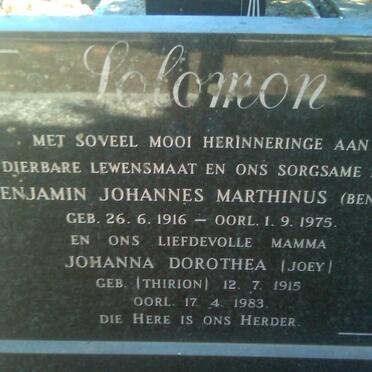 Solomon
MET SOVEEL MOOI HERINNERINGE AAN
DIERBARE LEWENSMAAT EN ONS SORGSAME
ENJAMIN JOHANNES MARTHINUS (BEN
GEB. 26. 6. 1916 – OORL. 1. 9. 1975.
EN ONS LIEFDEVOLLE MAMMA
JOHANNA DOROTHEA (JOEY)
GEB. (THIRION) 12. 7. 1915
OORL. 17. 4. 1983.
DIE HERE IS ONS HERDER.